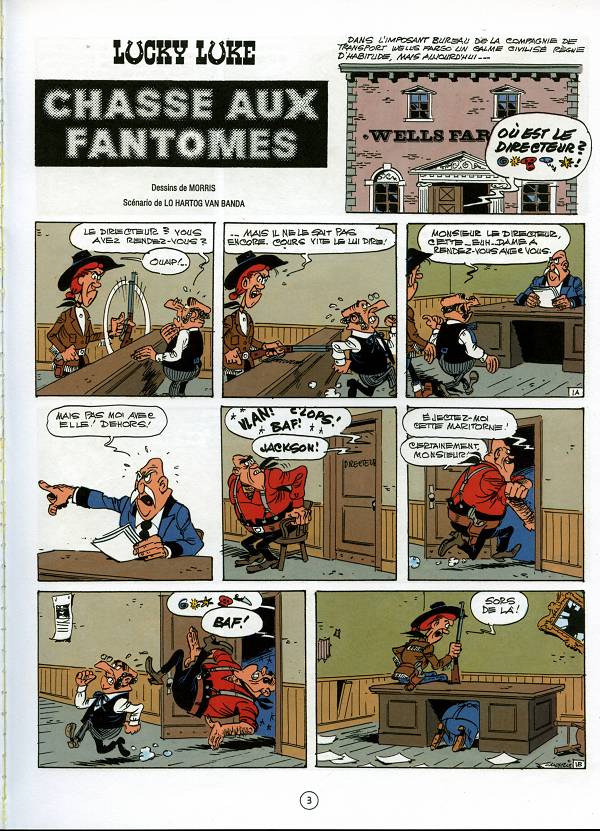 LUCKY LUKE
CHASSE AUX
FANTOMES
Dessins de MORRIS
Scénario de LO HARTOG VAN BANDA
DANS L'IMPOSANT BUREAU DE LA COMPAGNIE DE
TRANSPORT WELLS FARGO UN CALME CIVILISÉ RÈGNE
D'HABITUDE, MAIS AUJOURD'HUI...
WELLS FAR
OÙ EST LE
DIRECTEUR?
!
LE DIRECTEUR? VOUS
AVEZ RENDEZ-VOUS?
OUAIP!...
... MAIS IL NE LE SAIT PAS
ENCORE. COURS VITE LE LUI DIRE!
MONSIEUR LE DIRECTEUR,
CETTE...EUH...DAME A
RENDEZ-VOUS AVEC VOUS.
1A
MAIS PAS MOI AVEC
ELLE! DEHORS!
VLAN! CLOPS!
BAF!
JACKSON!
DIRECTEUR
ÉJECTEZ-MOI
CETTE MARITORNE!
CERTAINEMENT,
MONSIEUR!
!
BAF!
SORS
DE LÀ!
Morris
1B
3